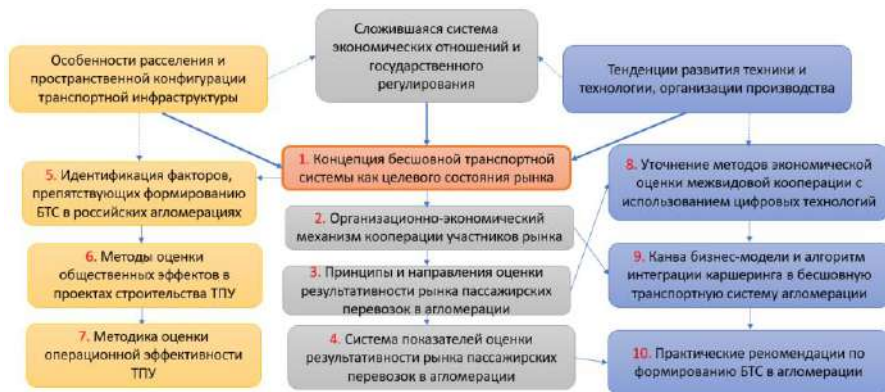 Сложившаяся система
экономических отношений и
государственного
регулирования
Особенности расселения и
пространственной конфигурации
транспортной инфраструктуры
Тенденции развития техники и
технологии, организации производства
1. Концепция бесшовной транспортной
системы как целевого состояния рынка
5. Идентификация факторов,
препятствующих формированию
БТС в российских агломерациях
8. Уточнение методов экономической
оценки межвидовой кооперации с
использованием цифровых технологий
2. Организационно-экономический
механизм кооперации участников рынка
6. Методы оценки
общественных эффектов в
проектах строительства ТПУ
3. Принципы и направления оценки
результативности рынка пассажирских
перевозок в агломерации
9. Канва бизнес-модели и алгоритм
интеграции каршеринга в бесшовную
транспортную систему агломерации
7. Методика оценки
операционной эффективности
ТПУ
4. Система показателей оценки
результативности рынка пассажирских
перевозок в агломерации
10. Практические рекомендации по
формированию БТС в агломерации